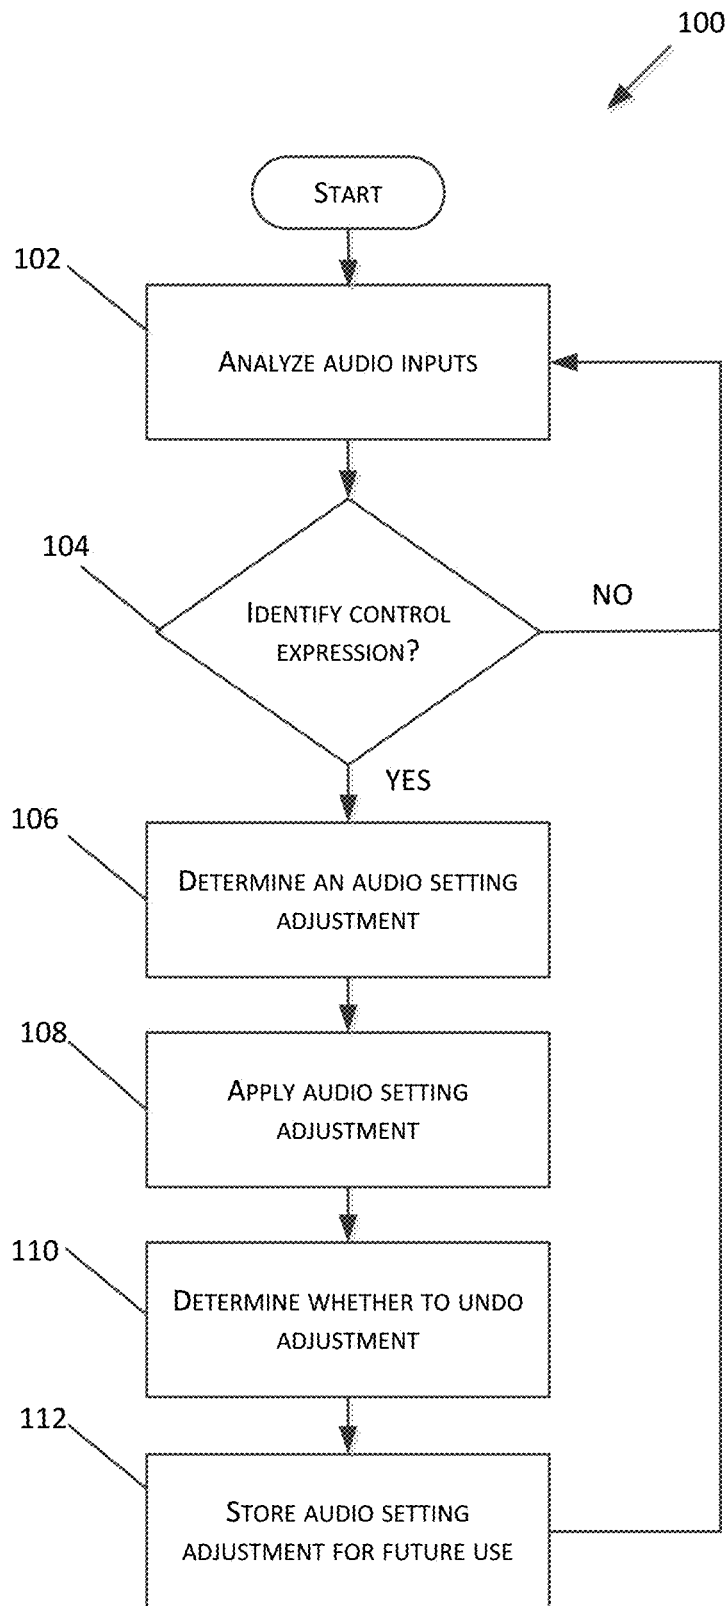 100
START
102
ANALYZE AUDIO INPUTS
104
IDENTIFY CONTROL
EXPRESSION?
NO
YES
106
DETERMINE AN AUDIO SETTING
ADJUSTMENT
108
APPLY AUDIO SETTING
ADJUSTMENT
110
DETERMINE WHETHER TO UNDO
ADJUSTMENT
112
STORE AUDIO SETTING
ADJUSTMENT FOR FUTURE USE